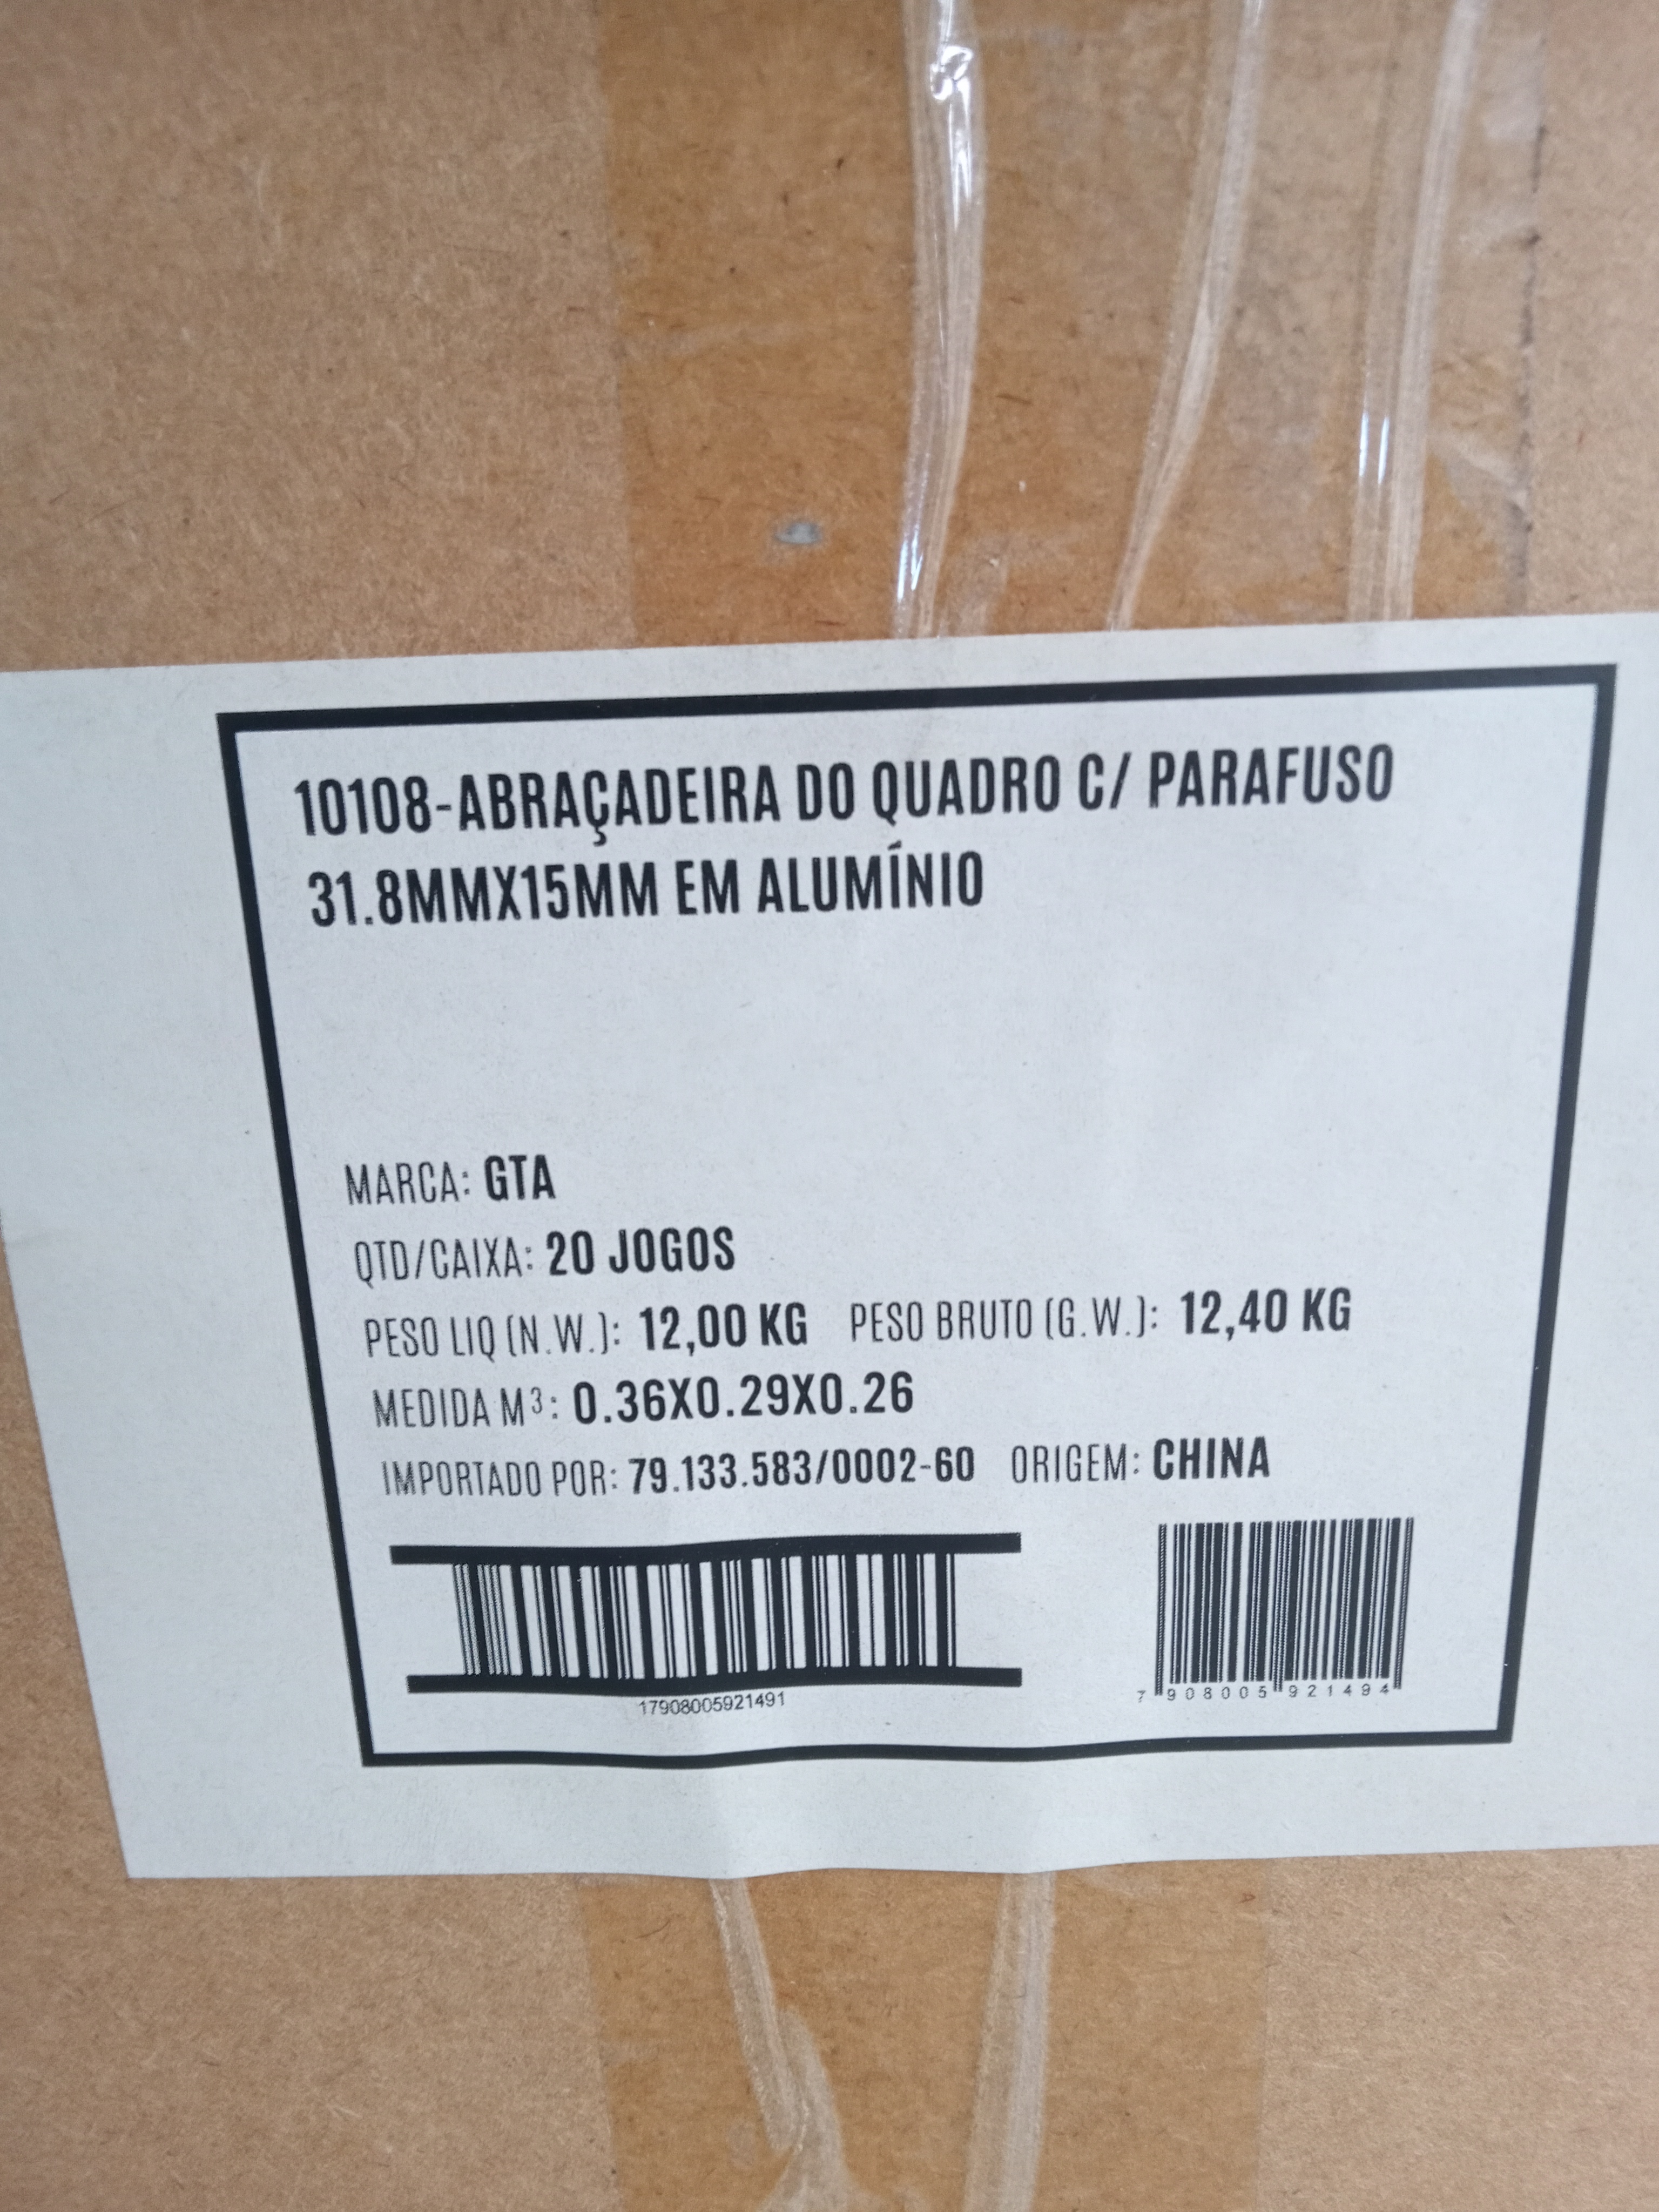 10108-ABRAÇADEIRA DO QUADRO C/ PARAFUSO
31.8MMX15MM EM ALUMÍNIO
MARCA: GTA
QTD/CAIXA: 20 JOGOS
PESO LIQ (N.W.): 12,00 KG PESO BRUTO (G.W.): 12,40 KG
MEDIDA M³: 0.36X0.29X0.26
IMPORTADO POR: 79.133.583/0002-60 ORIGEM: CHINA
17908005921491
7 908005 921494